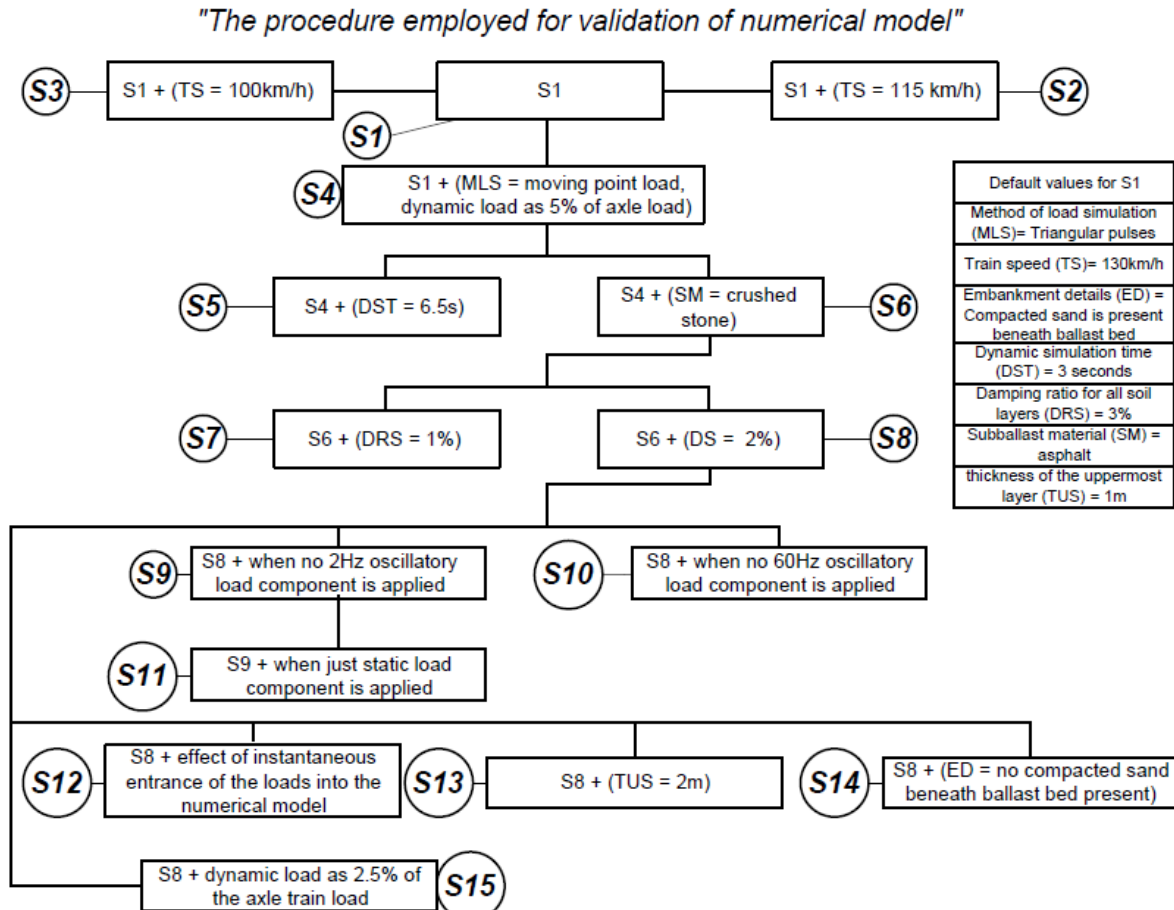 "The procedure employed for validation of numerical model"
S3
S1 + (TS = 100km/h)
S1
S1 + (TS = 115 km/h)
S2
S1
S4
S1 + (MLS = moving point load,
dynamic load as 5% of axle load)
Default values for S1
Method of load simulation
(MLS)= Triangular pulses
Train speed (TS)= 130km/h
Embankment details (ED) =
Compacted sand is present
beneath ballast bed
Dynamic simulation time
(DST) = 3 seconds
Damping ratio for all soil
layers (DRS) = 3%
Subballast material (SM) =
asphalt
thickness of the uppermost
layer (TUS) = 1m
S5
S4 + (DST = 6.5s)
S4 + (SM = crushed
stone)
S6
S7
S6 + (DRS = 1%)
S6 + (DS =  2%)
S8
S9
S8 + when no 2Hz oscillatory
load component is applied
S10
S8 + when no 60Hz oscillatory
load component is applied
S11
S9 + when just static load
component is applied
S12
S8 + effect of instantaneous
entrance of the loads into the
numerical model
S13
S8 + (TUS = 2m)
S14
S8 + (ED = no compacted sand
beneath ballast bed present)
S8 + dynamic load as 2.5% of
the axle train load
S15